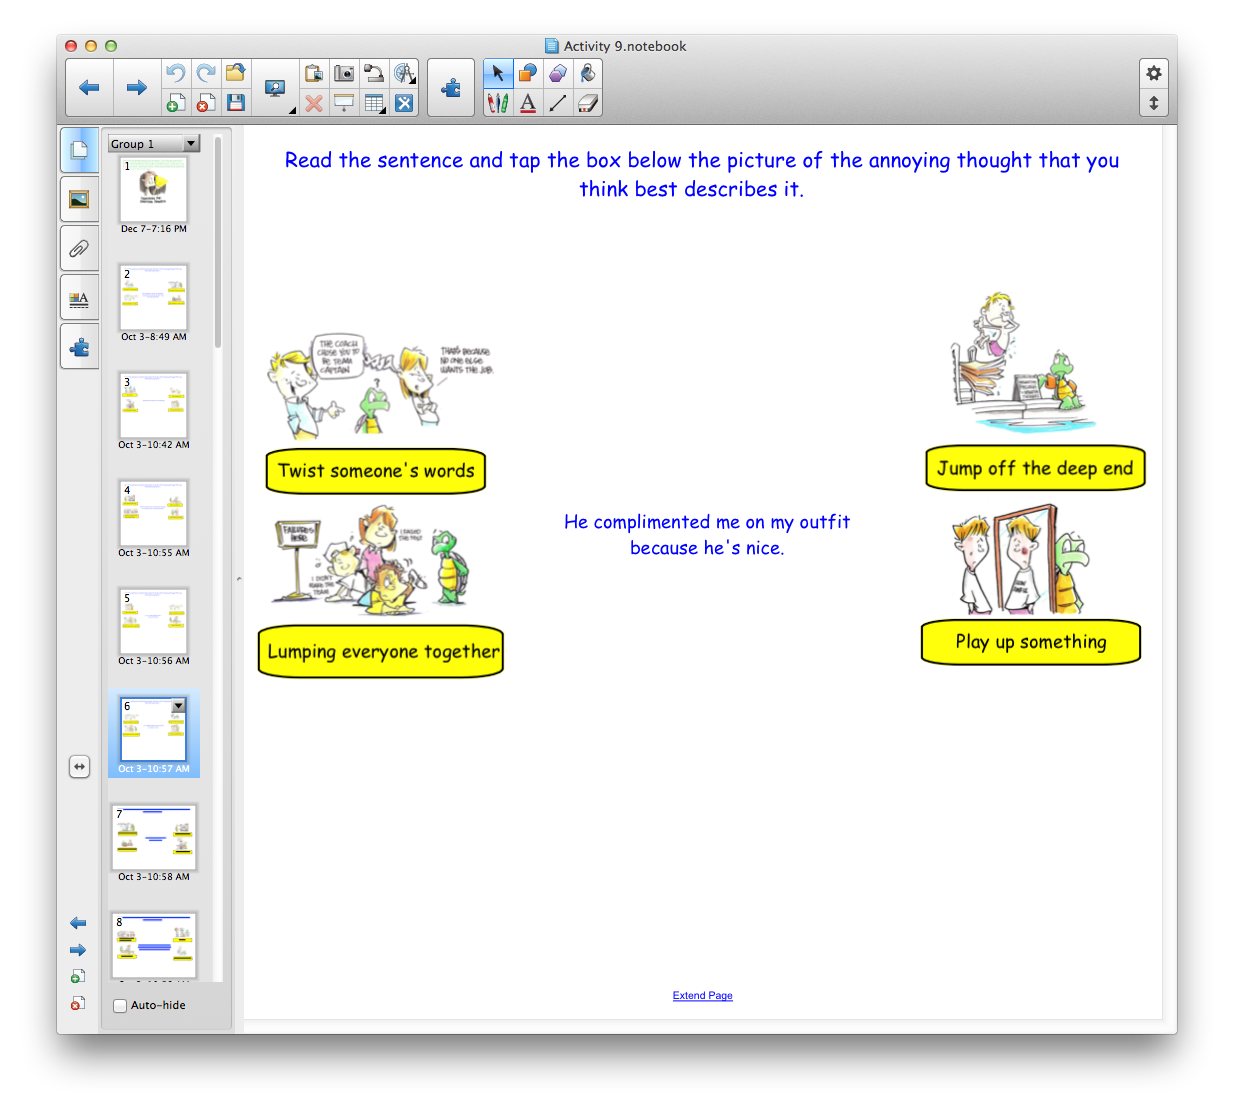 Activity 9.notebook
Group 1
1
Dec 7-7:16 PM
2
Oct 3-8:49 AM
3
Oct 3-10:42 AM
4
Oct 3-10:55 AM
5
Oct 3-10:56 AM
6
Oct 3-10:57 AM
7
Oct 3-10:58 AM
8
Auto-hide
Read the sentence and tap the box below the picture of the annoying thought that you
think best describes it.
THE COACH
CHOSE YOU TO
BE TEAM
CAPTAIN
THAT'S BECAUSE
NO ONE ELSE
WANTS THE JOB.
?
Twist someone's words
Jump off the deep end
FAILURES
HERE
I FAILED
THE TEST
I DIDN'T
MAKE THE
TEAM
Lumping everyone together
He complimented me on my outfit
because he's nice.
Play up something
Extend Page